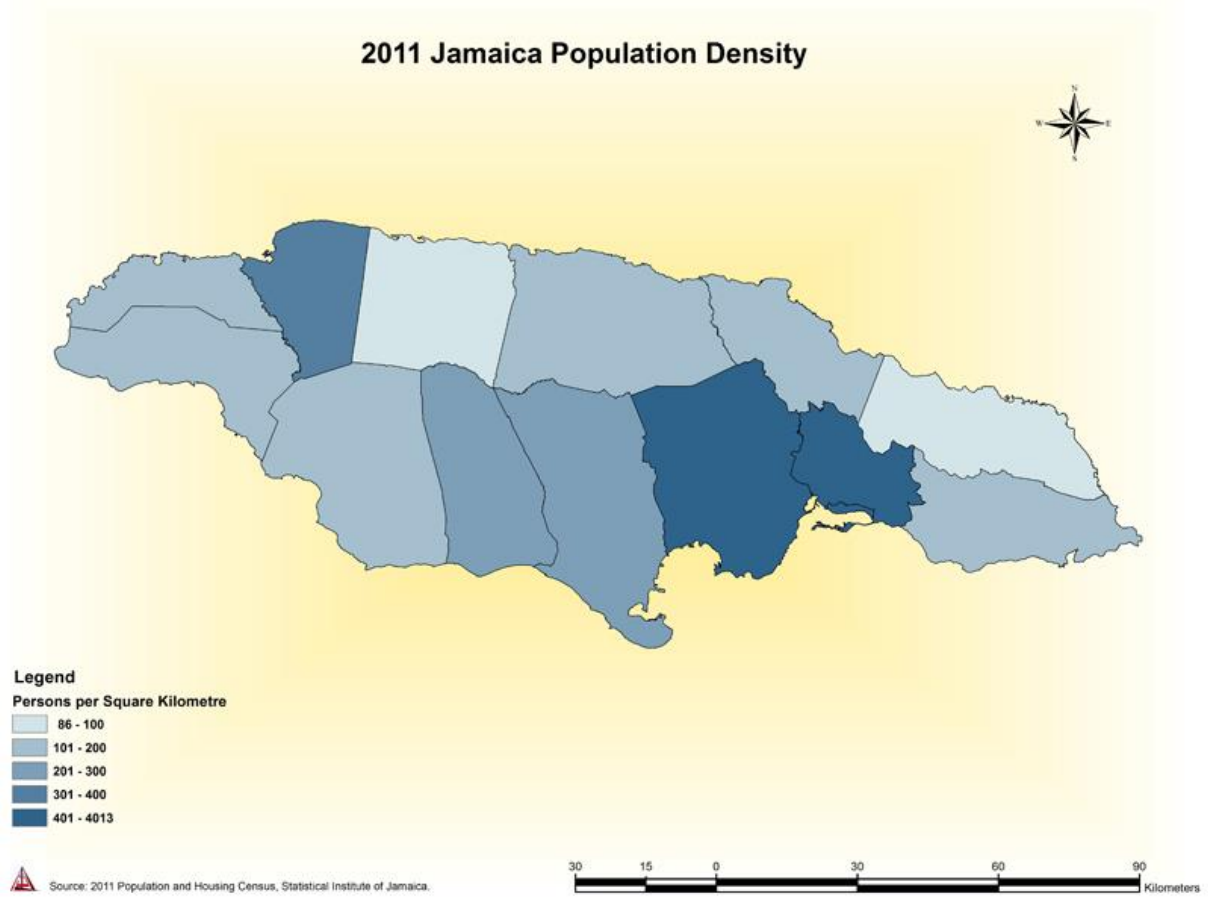 2011 Jamaica Population Density
N
W E
S
Legend
Persons per Square Kilometre
86 - 100
101 - 200
201 - 300
301 - 400
401 - 4013
Source: 2011 Population and Housing Census, Statistical Institute of Jamaica.
30 15 0 30 60 90
Kilometers